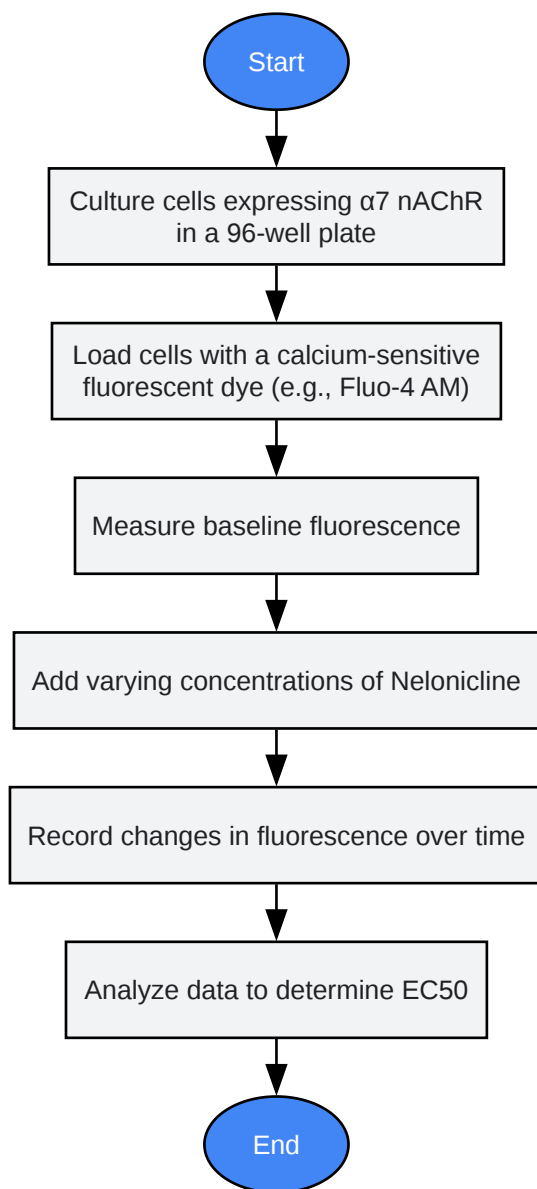 Start
Culture cells expressing α7 nAChR
in a 96-well plate
Load cells with a calcium-sensitive
fluorescent dye (e.g., Fluo-4 AM)
Measure baseline fluorescence
Add varying concentrations of Nelonicline
Record changes in fluorescence over time
Analyze data to determine EC50
End